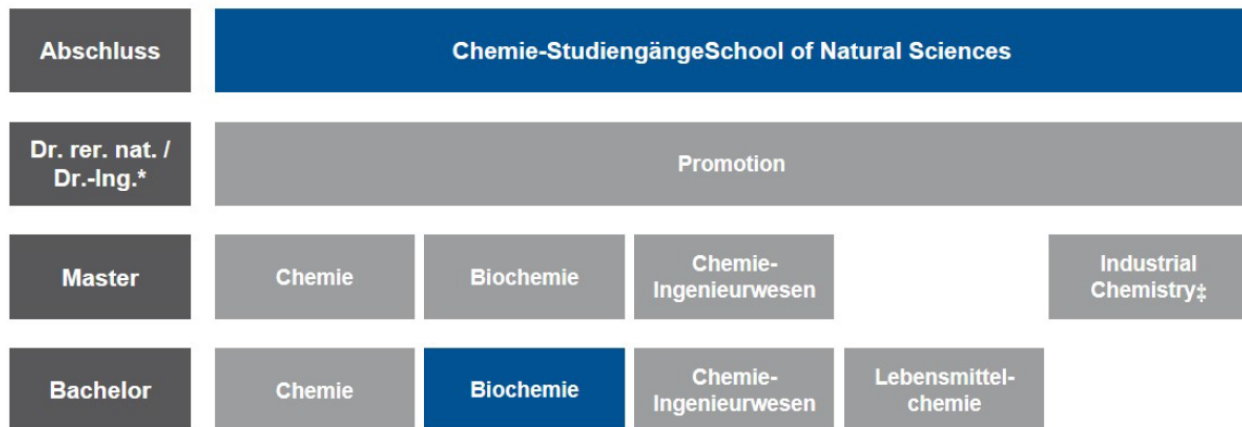 Abschluss
Chemie-StudiengängeSchool of Natural Sciences
Dr. rer. nat. /
Dr.-Ing.*
Promotion
Master
Chemie
Biochemie
Chemie-
Ingenieurwesen
Industrial
Chemistry‡
Bachelor
Chemie
Biochemie
Chemie-
Ingenieurwesen
Lebensmittel-
chemie